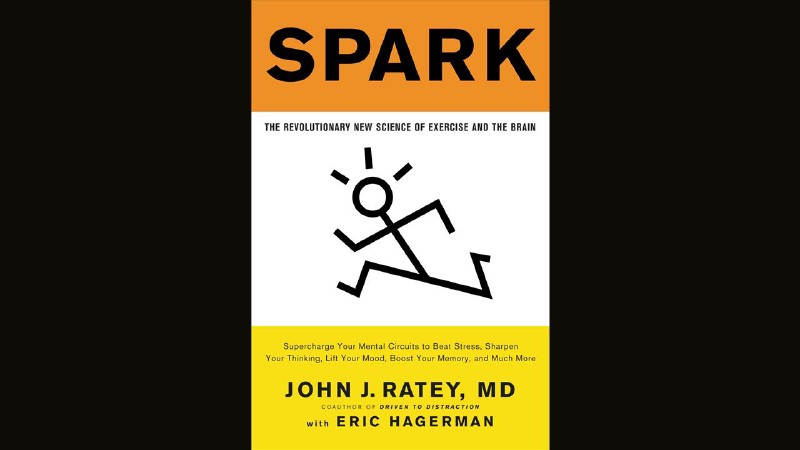 SPARK
THE REVOLUTIONARY NEW SCIENCE OF EXERCISE AND THE BRAIN
Supercharge Your Mental Circuits to Beat Stress, Sharpen
Your Thinking, Lift Your Mood, Boost Your Memory, and Much More
JOHN J. RATEY, MD
COAUTHOR OF DRIVEN TO DISTRACTION
with ERIC HAGERMAN